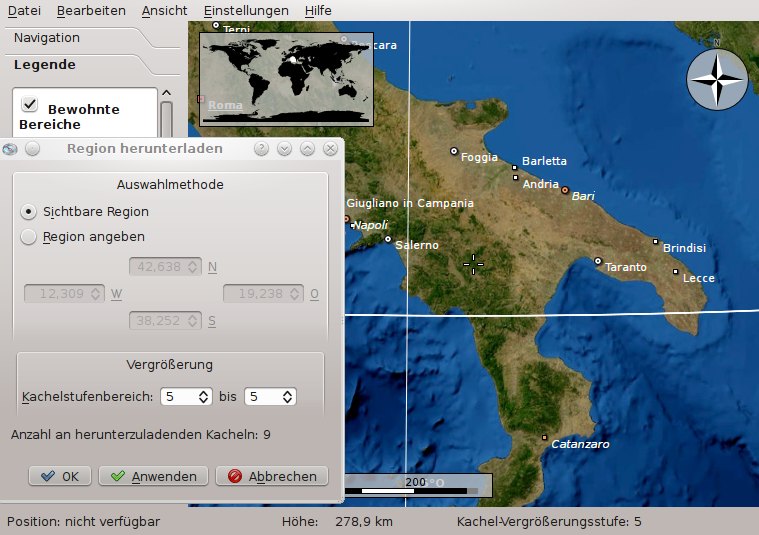 Datei Bearbeiten Ansicht Einstellungen Hilfe
Navigation
Legende
Bewohnte
Bereiche
Region herunterladen
Auswahlmethode
Sichtbare Region
Region angeben
42,638 N
12,309 W 19,238 O
38,252 S
Vergrößerung
Kachelstufenbereich: 5 bis 5
Anzahl an herunterzuladenden Kacheln: 9
OK Anwenden Abbrechen
Terni
Roma
N
Foggia
Barletta
Andria
Bari
Giugliano in Campania
Napoli
Salerno
Brindisi
Taranto
Lecce
Catanzaro
200
Position: nicht verfügbar Höhe: 278,9 km Kachel-Vergrößerungsstufe: 5